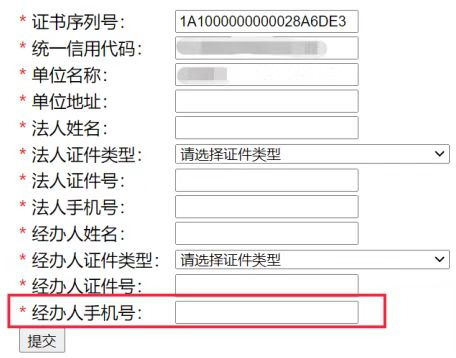 * 证书序列号: 1A1000000000028A6DE3
* 统一信用代码:
* 单位名称:
* 单位地址:
* 法人姓名:
* 法人证件类型: 请选择证件类型
* 法人证件号:
* 法人手机号:
* 经办人姓名:
* 经办人证件类型: 请选择证件类型
* 经办人证件号:
* 经办人手机号:
提交